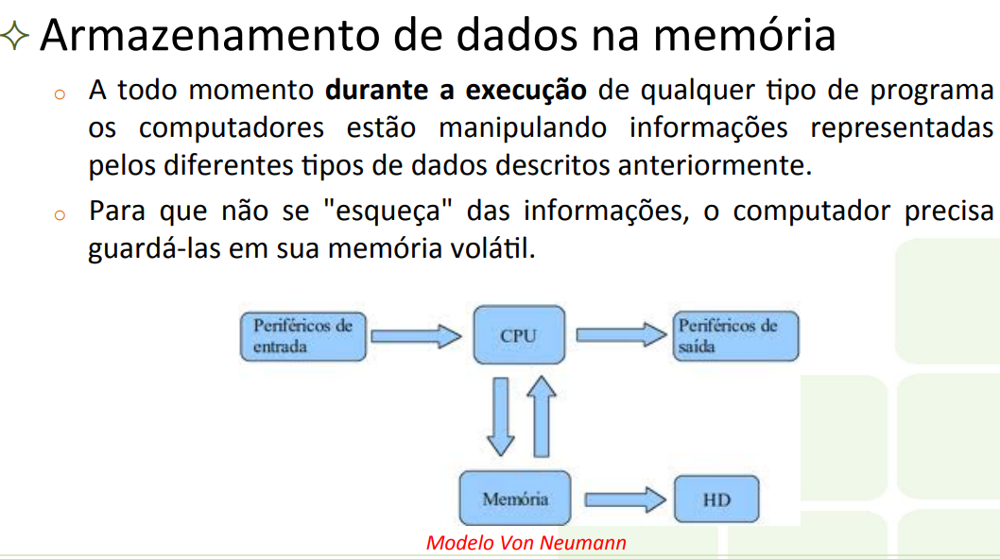 Armazenamento de dados na memória
A todo momento durante a execução de qualquer tipo de programa
os computadores estão manipulando informações representadas
pelos diferentes tipos de dados descritos anteriormente.
Para que não se "esqueça" das informações, o computador precisa
guardá-las em sua memória volátil.
Periféricos de
entrada
CPU
Periféricos de
saída
Memória
HD
Modelo Von Neumann